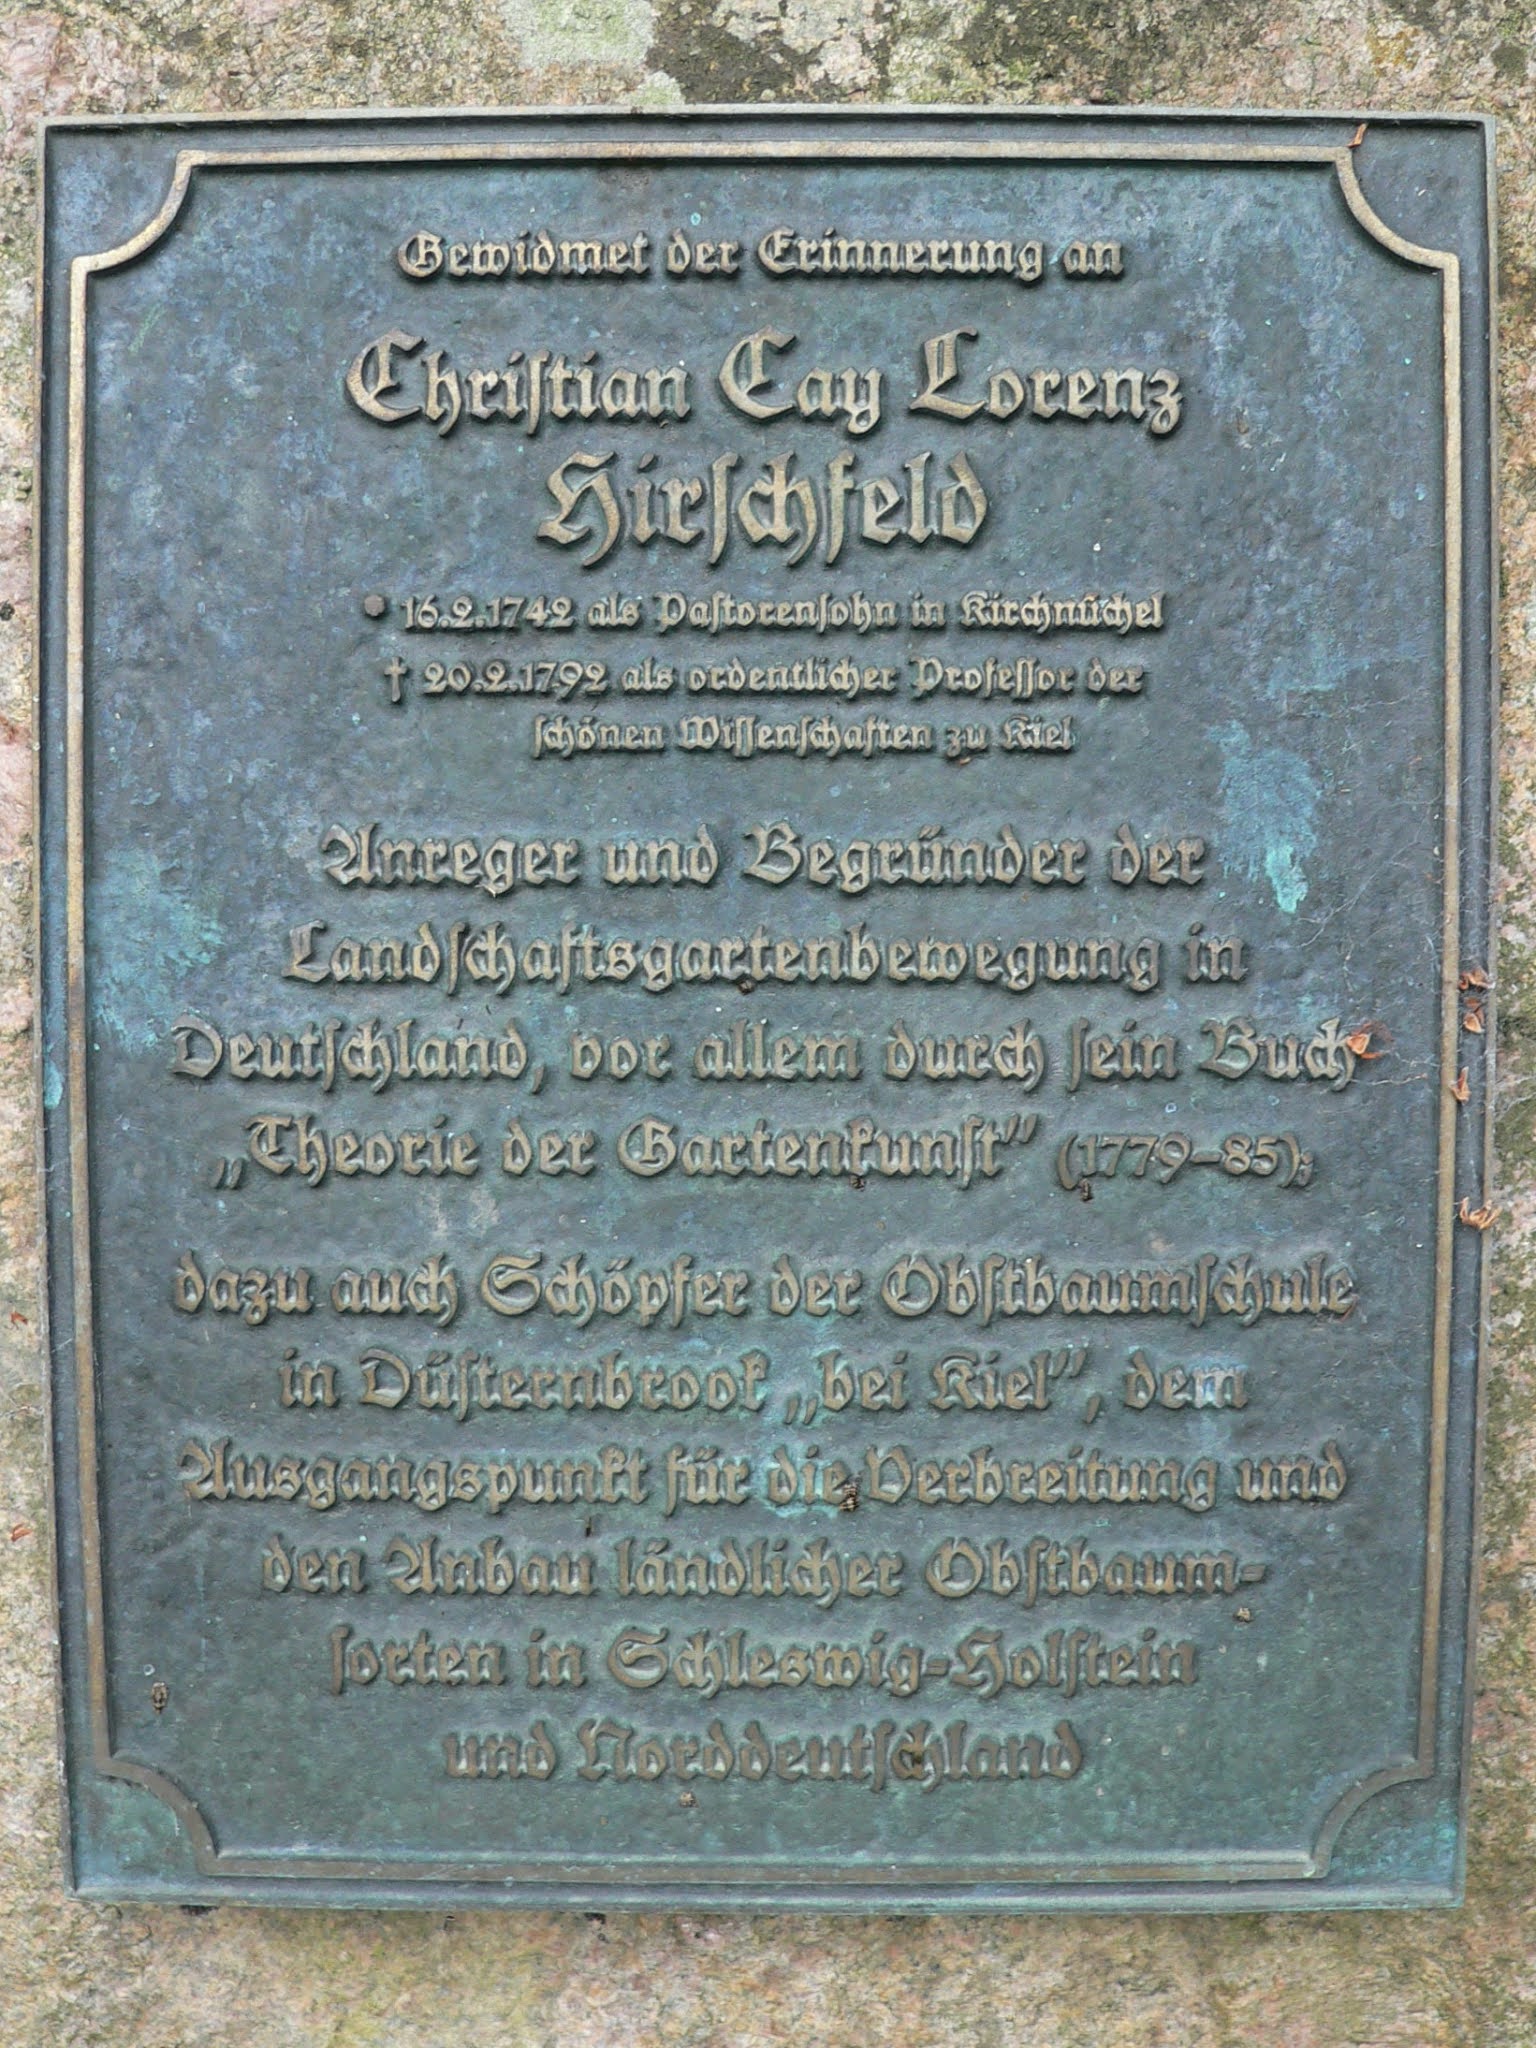 Gewidmet der Erinnerung an
Chriſtian Cay Lorenz
Hirſchfeld
* 16.2.1742 als Paſtorenſohn in Kirchnüchel
† 20.2.1792 als ordentlicher Profeſſor der
ſchönen Wiſſenſchaften zu Kiel
Anreger und Begründer der
Landſchaftsgartenbewegung in
Deutſchland, vor allem durch ſein Buch
„Theorie der Gartenkunſt” (1779–85);
dazu auch Schöpfer der Obſtbaumſchule
in Düſternbrook „bei Kiel”, dem
Ausgangspunkt für die Verbreitung und
den Anbau ländlicher Obſtbaum-
ſorten in Schleswig-Holſtein
und Norddeutſchland